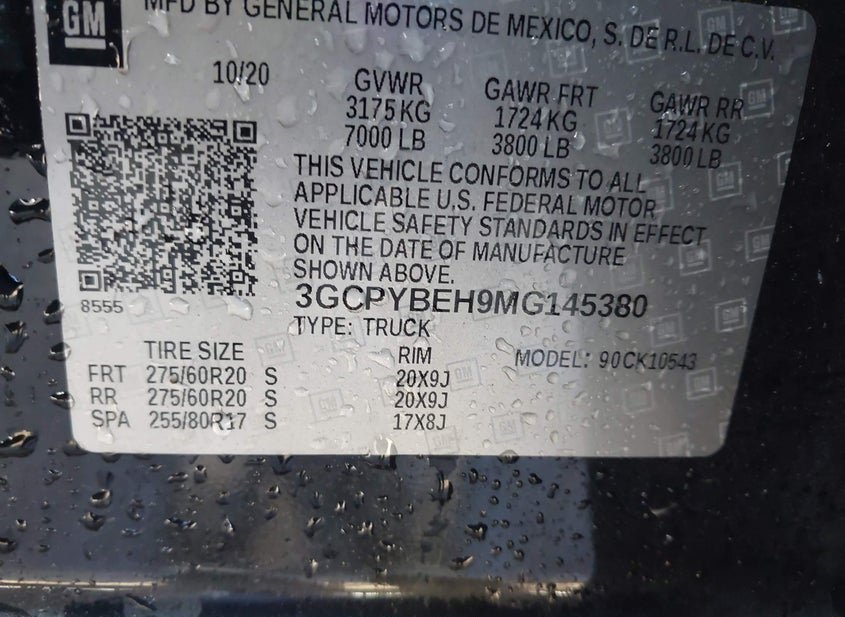 GM
MFD BY GENERAL MOTORS DE MEXICO, S. DE R.L. DE C.V.
10/20 GVWR GAWR FRT GAWR RR
3175 KG 1724 KG 1724 KG
7000 LB 3800 LB 3800 LB
THIS VEHICLE CONFORMS TO ALL
APPLICABLE U.S. FEDERAL MOTOR
VEHICLE SAFETY STANDARDS IN EFFECT
ON THE DATE OF MANUFACTURE
SHOWN ABOVE.
8555
3GCPYBEH9MG145380
TYPE: TRUCK
TIRE SIZE RIM MODEL: 90CK10543
FRT 275/60R20 S 20X9J
RR 275/60R20 S 20X9J
SPA 255/80R17 S 17X8J